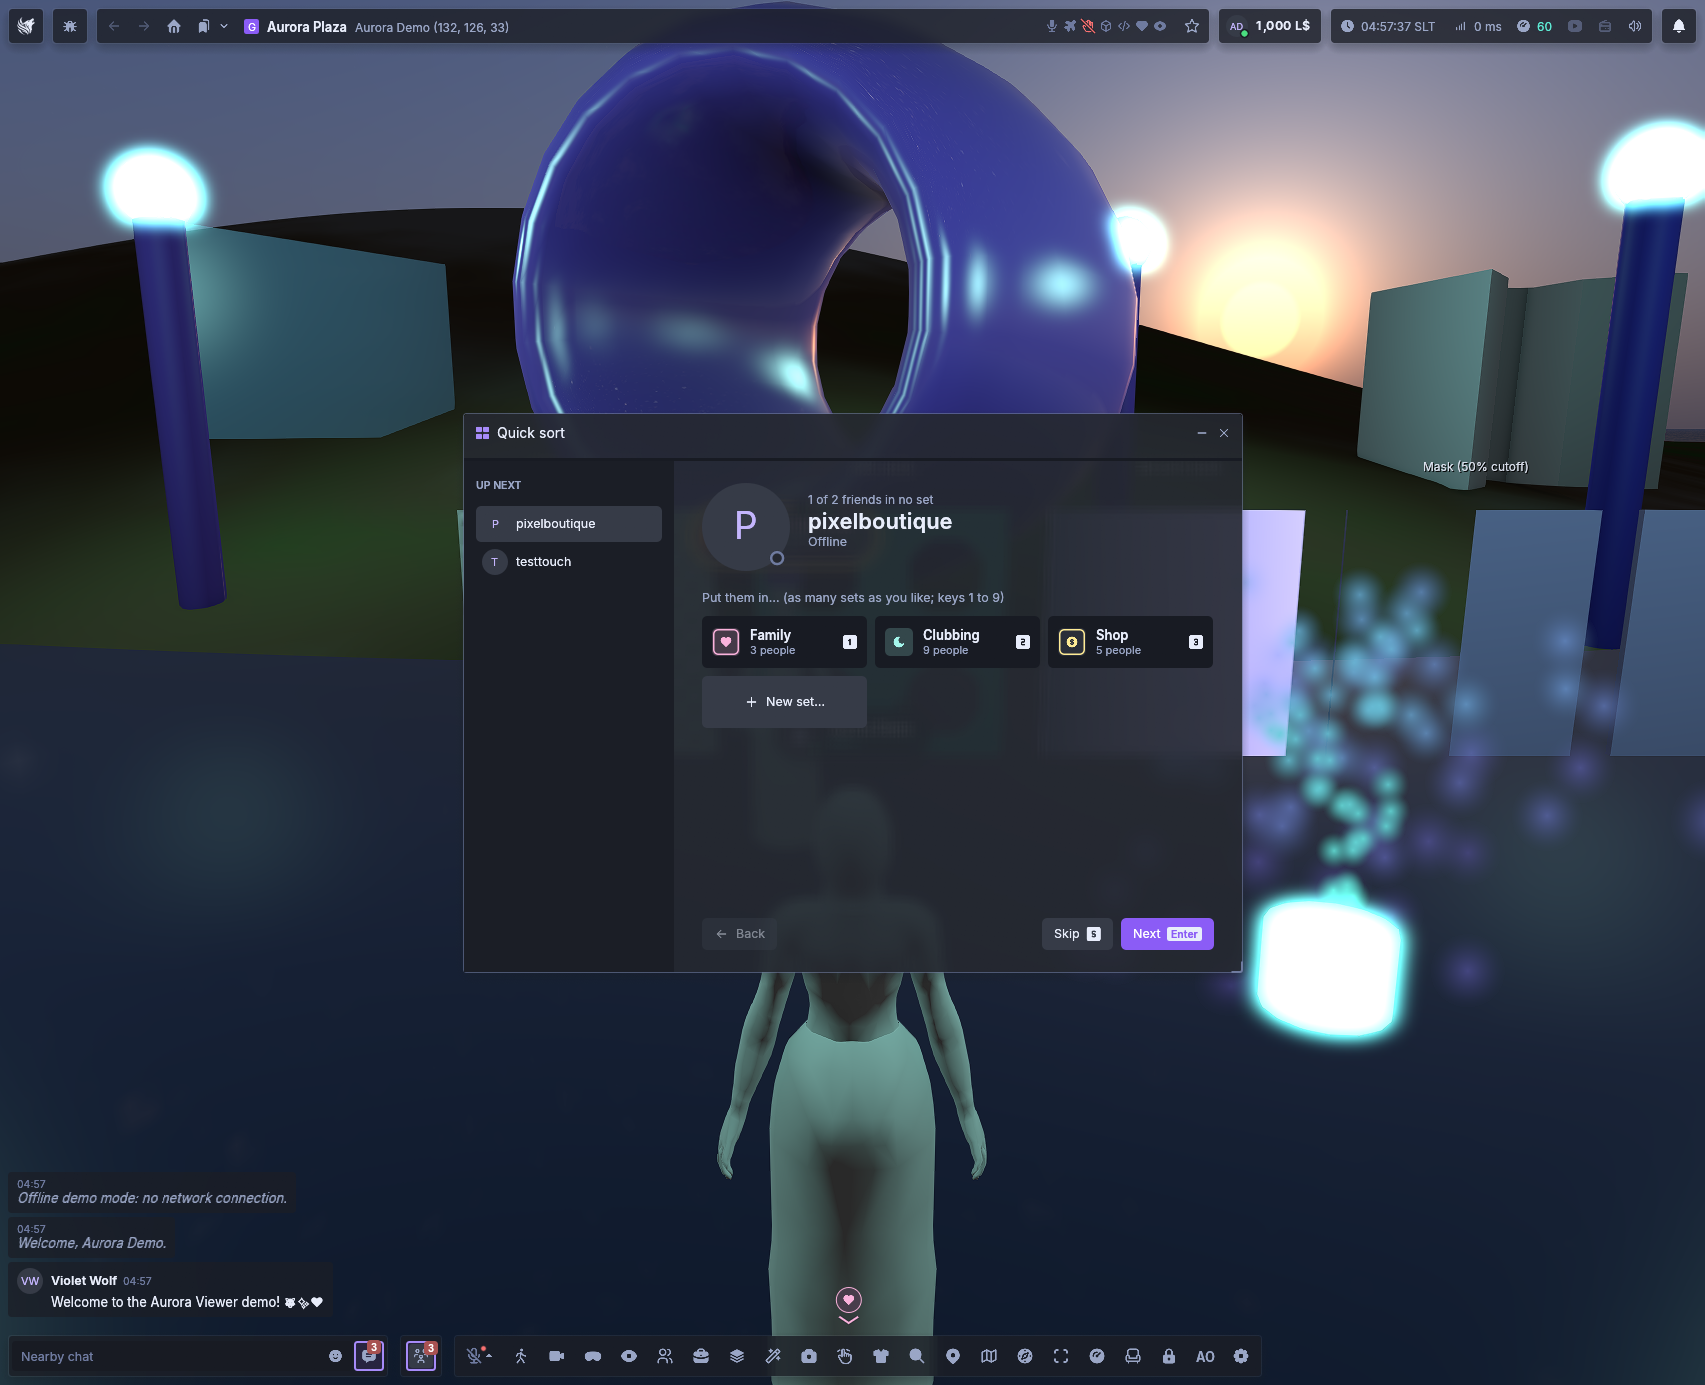 G Aurora Plaza Aurora Demo (132, 126, 33)
AD 1,000 L$
04:57:37 SLT 0 ms 60
Mask (50% cutoff)
Quick sort
UP NEXT
P pixelboutique
T testtouch
P
1 of 2 friends in no set
pixelboutique
Offline
Put them in... (as many sets as you like; keys 1 to 9)
Family 1
3 people
Clubbing 2
9 people
Shop 3
5 people
+ New set...
Back
Skip S
Next Enter
04:57
Offline demo mode: no network connection.
04:57
Welcome, Aurora Demo.
VW Violet Wolf 04:57
Welcome to the Aurora Viewer demo!
Nearby chat
3
3
AO